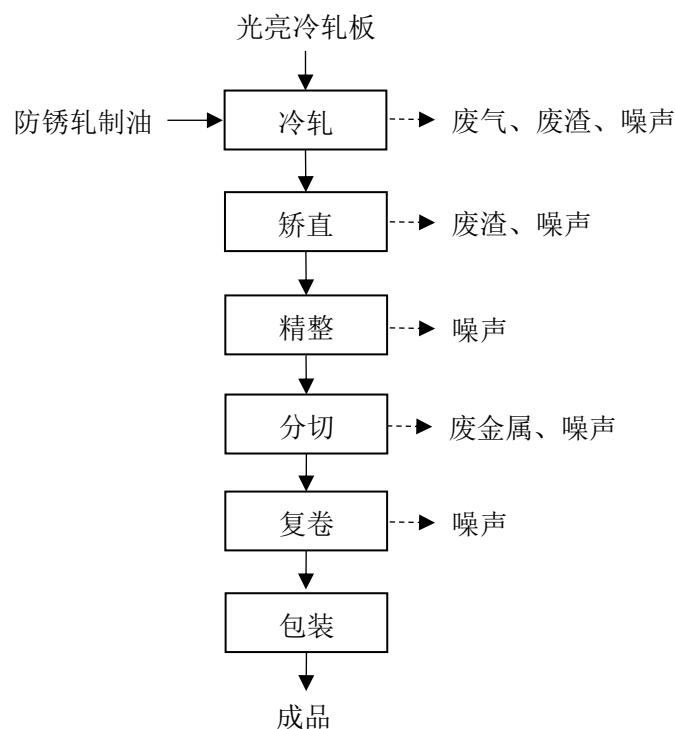 光亮冷轧板
防锈轧制油
冷轧
废气、废渣、噪声
矫直
废渣、噪声
精整
噪声
分切
废金属、噪声
复卷
噪声
包装
成品